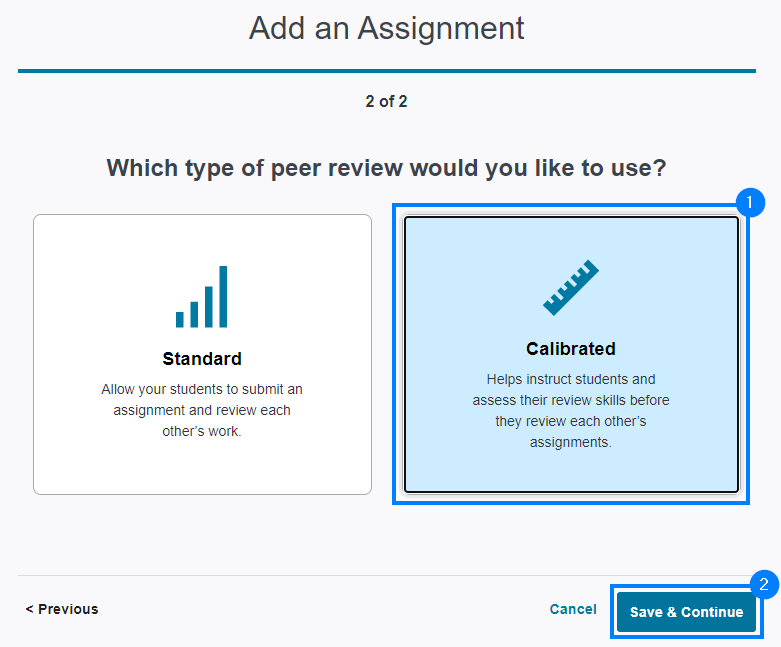 Add an Assignment
2 of 2
Which type of peer review would you like to use?
1
Standard
Allow your students to submit an
assignment and review each
other’s work.
Calibrated
Helps instruct students and
assess their review skills before
they review each other’s
assignments.
2
< Previous
Cancel
Save & Continue